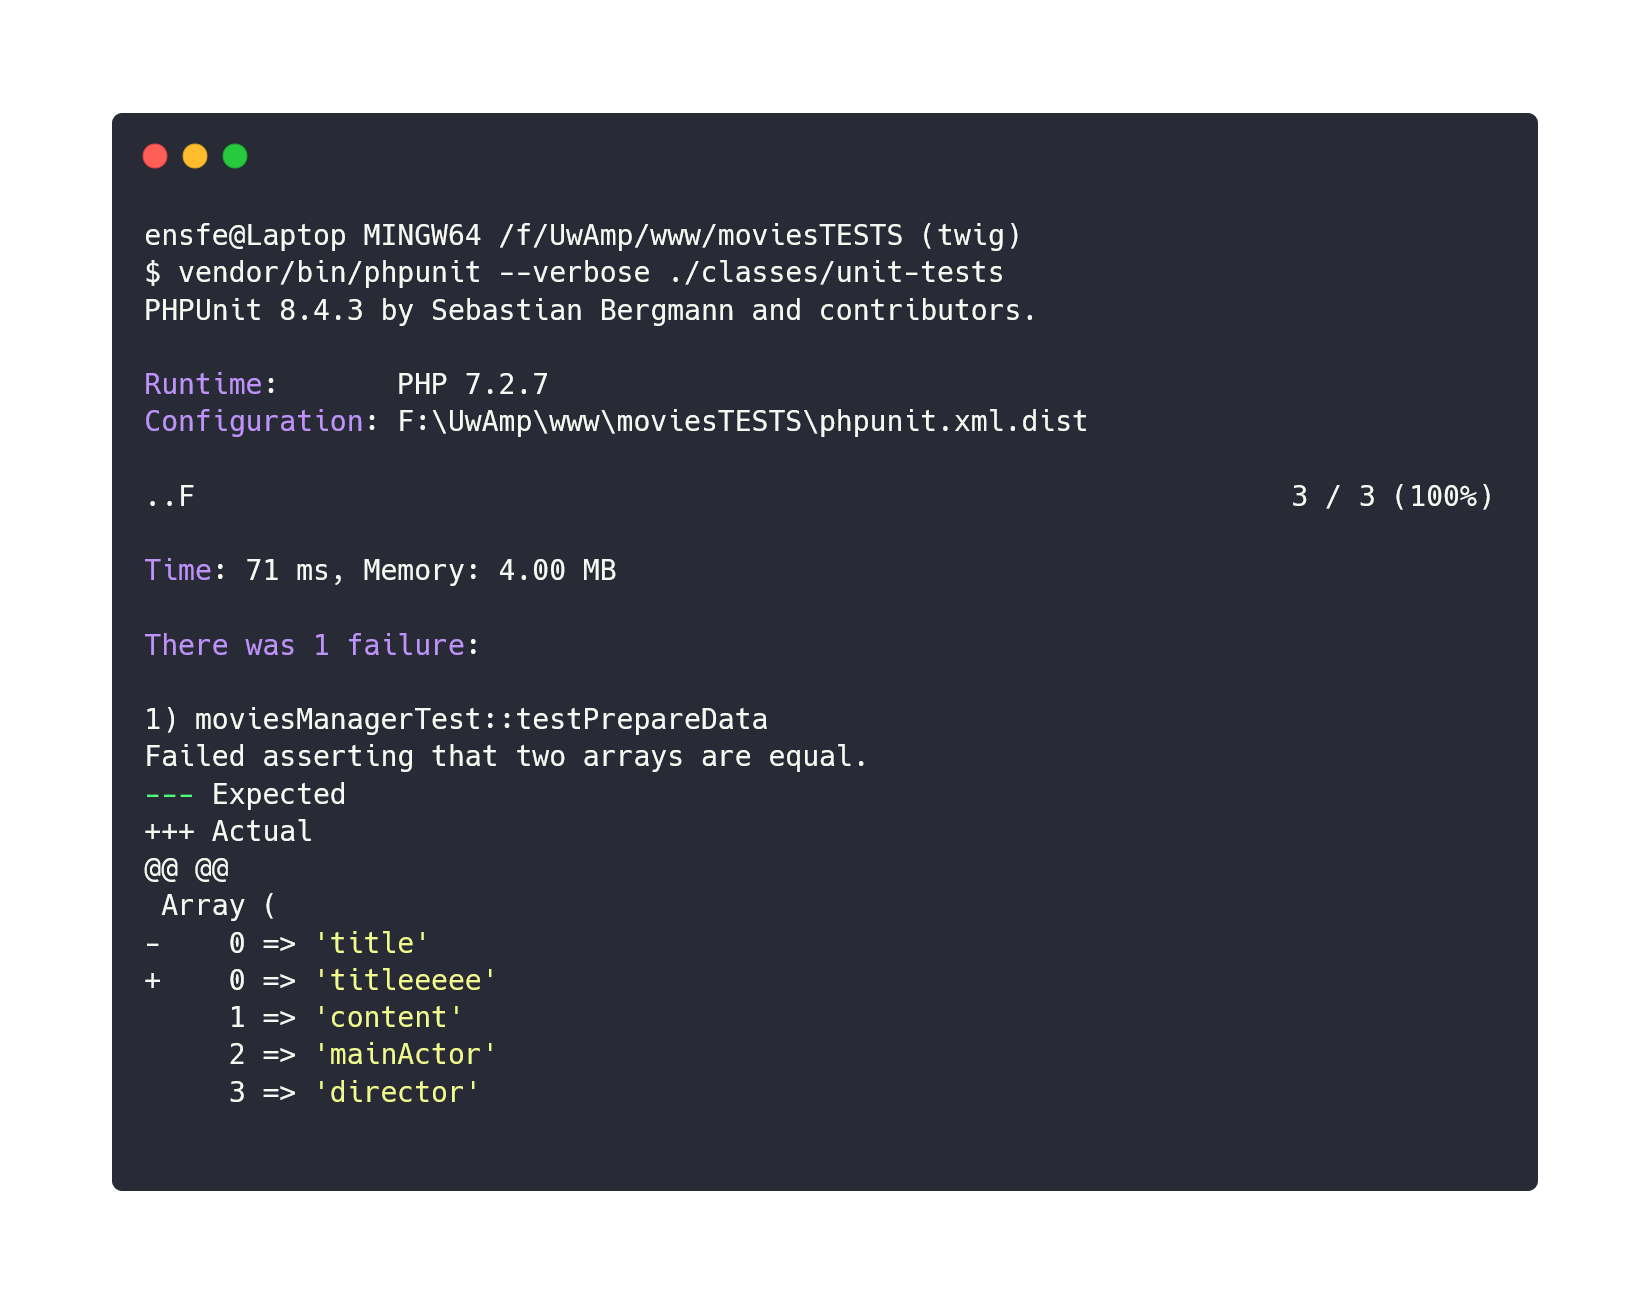 ensfe@Laptop MINGW64 /f/UwAmp/www/moviesTESTS (twig)
$ vendor/bin/phpunit --verbose ./classes/unit-tests
PHPUnit 8.4.3 by Sebastian Bergmann and contributors.

Runtime:       PHP 7.2.7
Configuration: F:\UwAmp\www\moviesTESTS\phpunit.xml.dist

..F                                                                 3 / 3 (100%)

Time: 71 ms, Memory: 4.00 MB

There was 1 failure:

1) moviesManagerTest::testPrepareData
Failed asserting that two arrays are equal.
--- Expected
+++ Actual
@@ @@
 Array (
-    0 => 'title'
+    0 => 'titleeeee'
     1 => 'content'
     2 => 'mainActor'
     3 => 'director'